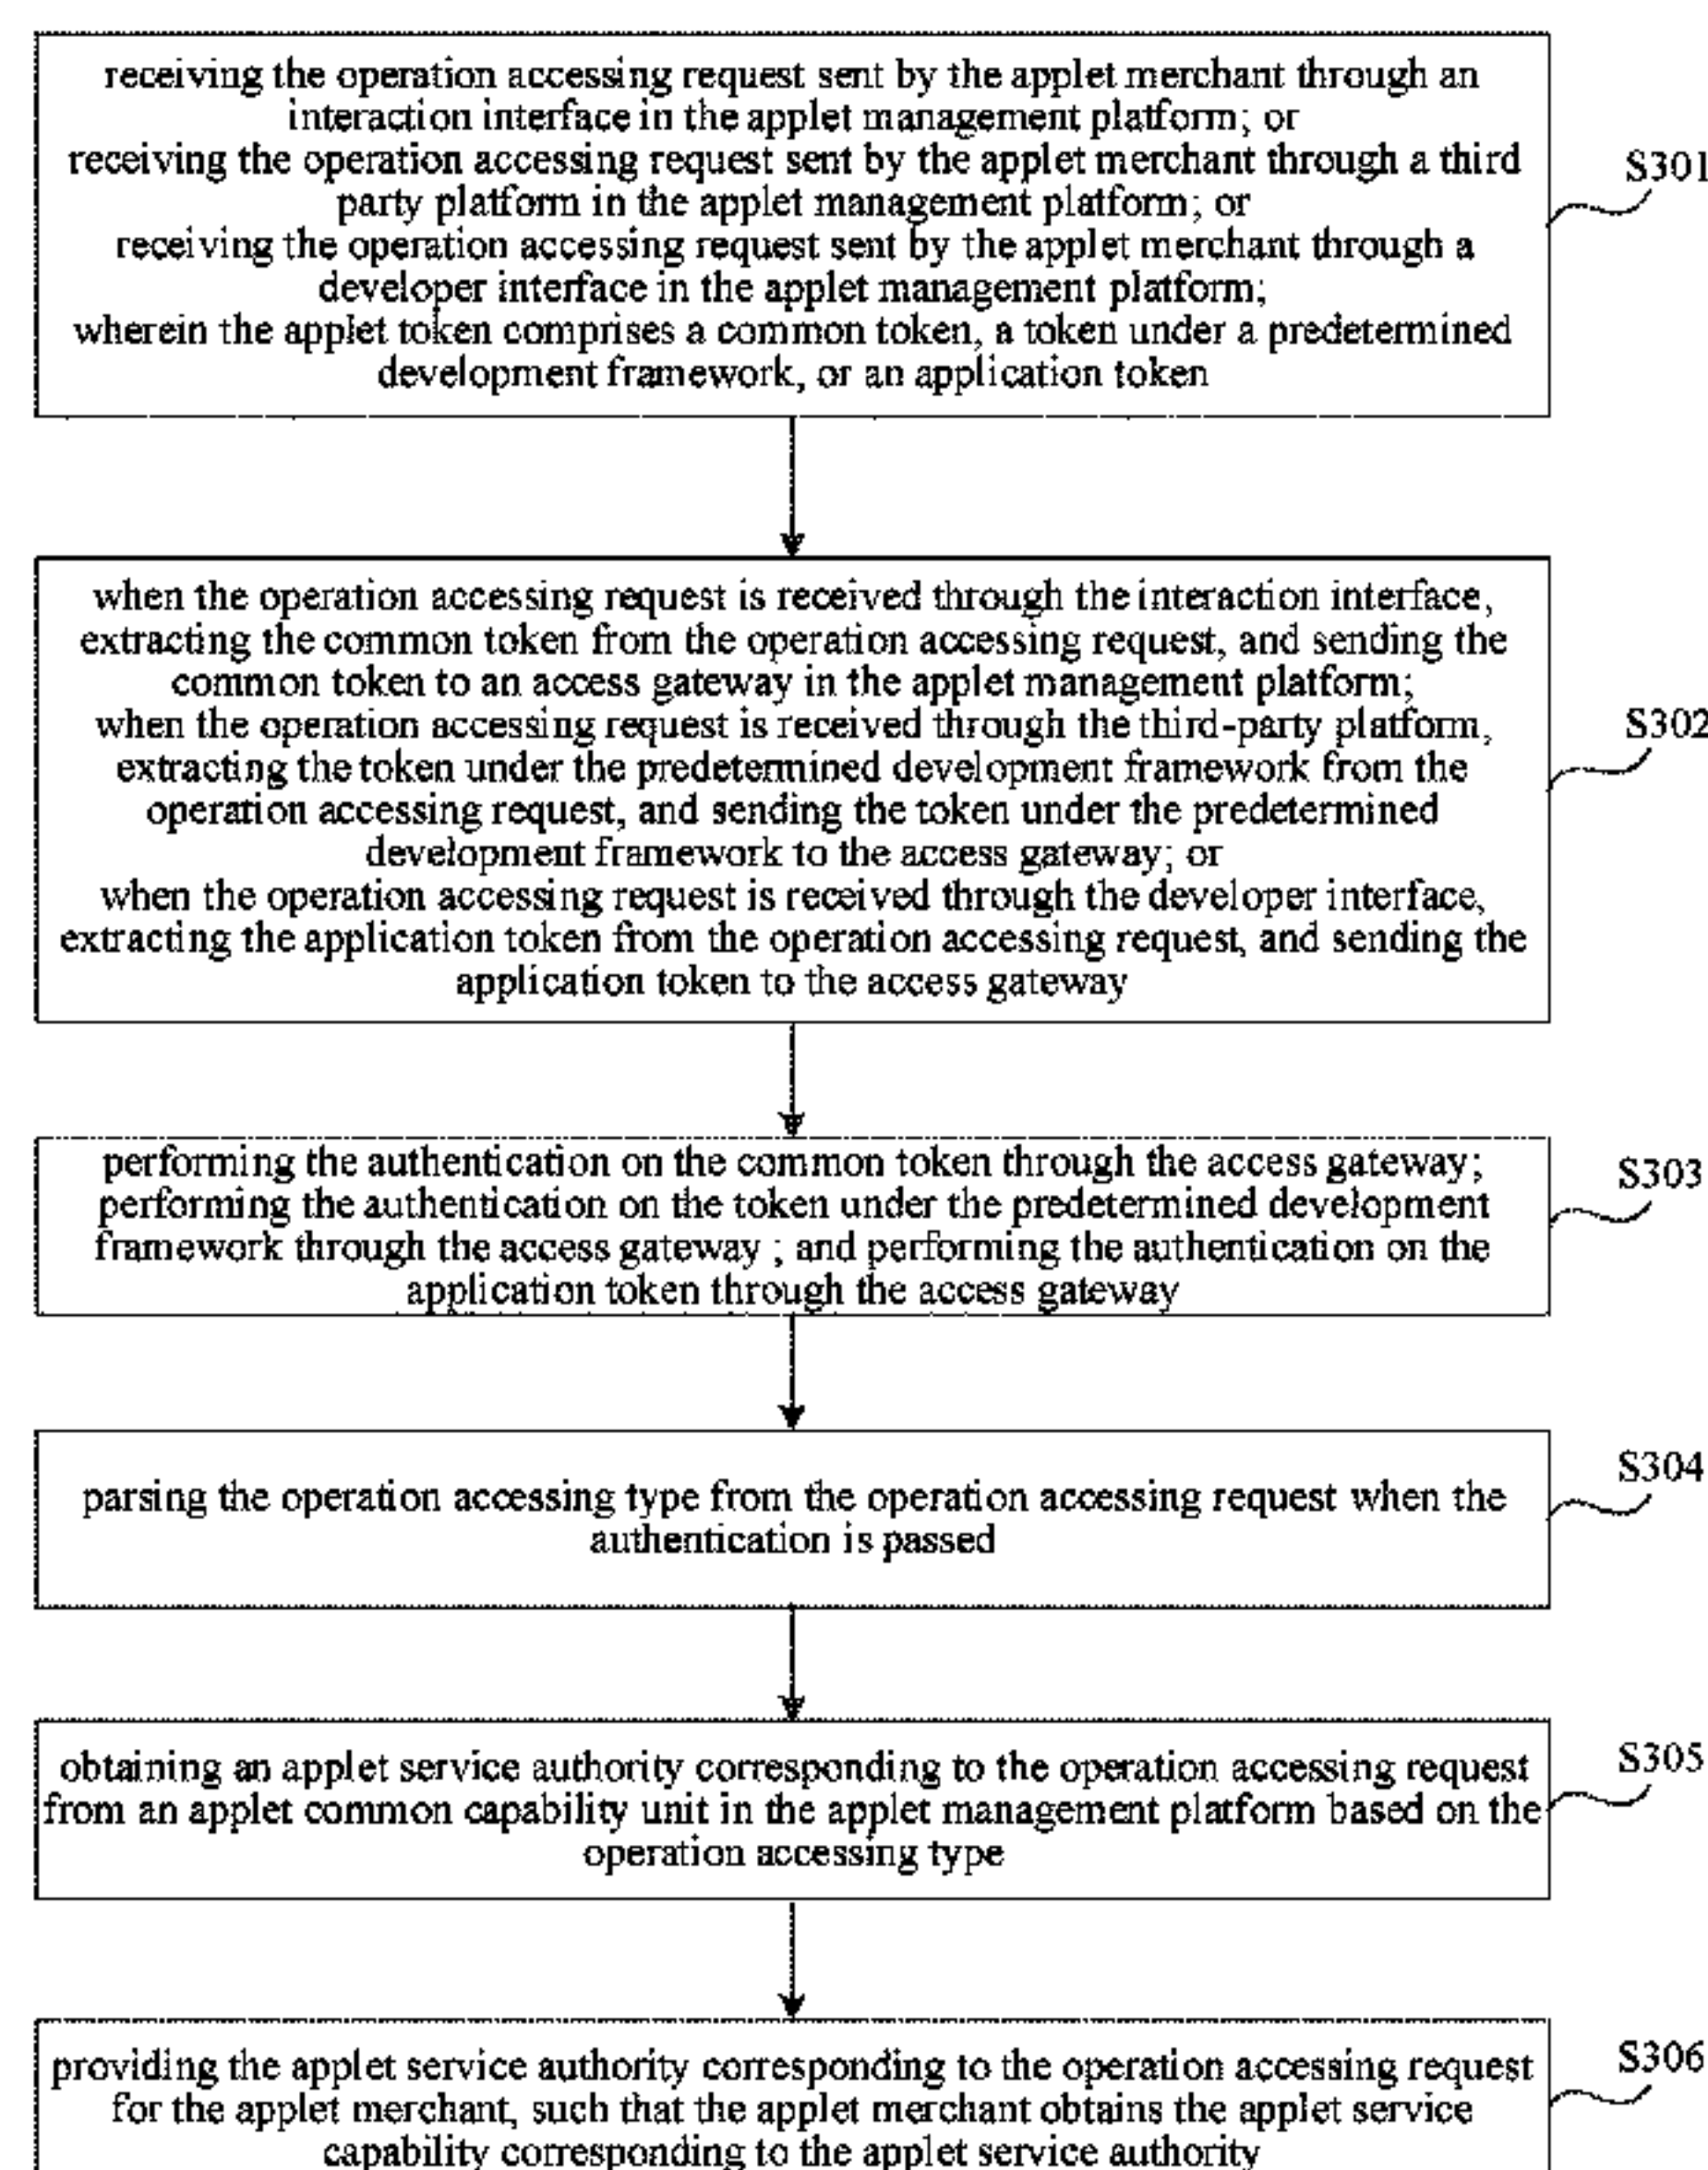 receiving the operation accessing request sent by the applet merchant through an
interaction interface in the applet management platform; or
receiving the operation accessing request sent by the applet merchant through a third
party platform in the applet management platform; or
receiving the operation accessing request sent by the applet merchant through a
developer interface in the applet management platform;
wherein the applet token comprises a common token, a token under a predetermined
development framework, or an application token
S301
when the operation accessing request is received through the interaction interface,
extracting the common token from the operation accessing request, and sending the
common token to an access gateway in the applet management platform;
when the operation accessing request is received through the third-party platform,
extracting the token under the predetermined development framework from the
operation accessing request, and sending the token under the predetermined
development framework to the access gateway; or
when the operation accessing request is received through the developer interface,
extracting the application token from the operation accessing request, and sending the
application token to the access gateway
S302
performing the authentication on the common token through the access gateway;
performing the authentication on the token under the predetermined development
framework through the access gateway ; and performing the authentication on the
application token through the access gateway
S303
parsing the operation accessing type from the operation accessing request when the
authentication is passed
S304
obtaining an applet service authority corresponding to the operation accessing request
from an applet common capability unit in the applet management platform based on the
operation accessing type
S305
providing the applet service authority corresponding to the operation accessing request
for the applet merchant, such that the applet merchant obtains the applet service
capability corresponding to the applet service authority
S306